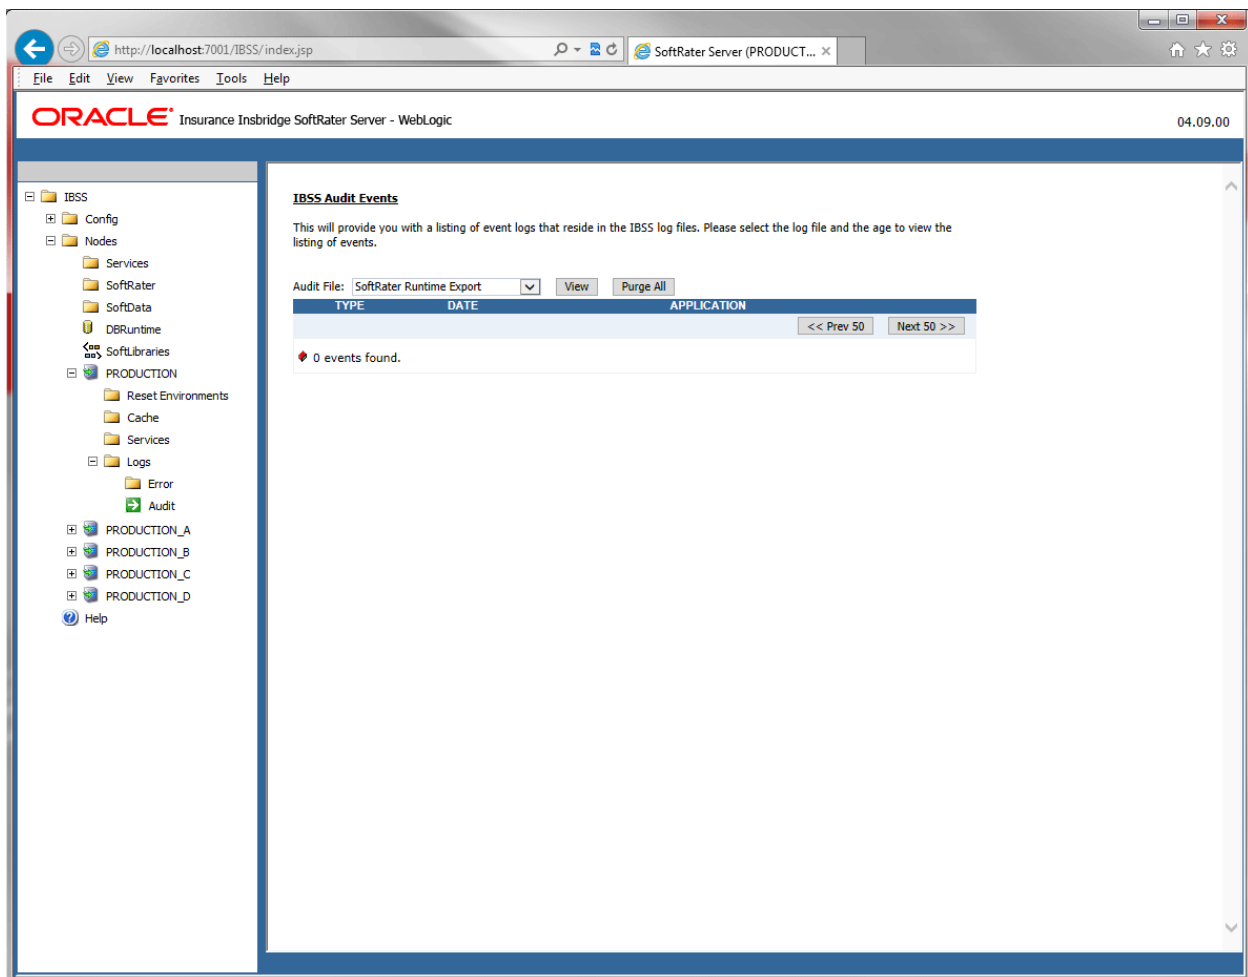 http://localhost:7001/IBSS/index.jsp
SoftRater Server (PRODUCT...
File Edit View Favorites Tools Help
ORACLE Insurance Insbridge SoftRater Server - WebLogic
04.09.00
IBSS
Config
Nodes
Services
SoftRater
SoftData
DBRuntime
SoftLibraries
PRODUCTION
Reset Environments
Cache
Services
Logs
Error
Audit
PRODUCTION_A
PRODUCTION_B
PRODUCTION_C
PRODUCTION_D
Help
IBSS Audit Events
This will provide you with a listing of event logs that reside in the IBSS log files. Please select the log file and the age to view the
listing of events.
Audit File: SoftRater Runtime Export View Purge All
TYPE DATE APPLICATION
<< Prev 50 Next 50 >>
0 events found.